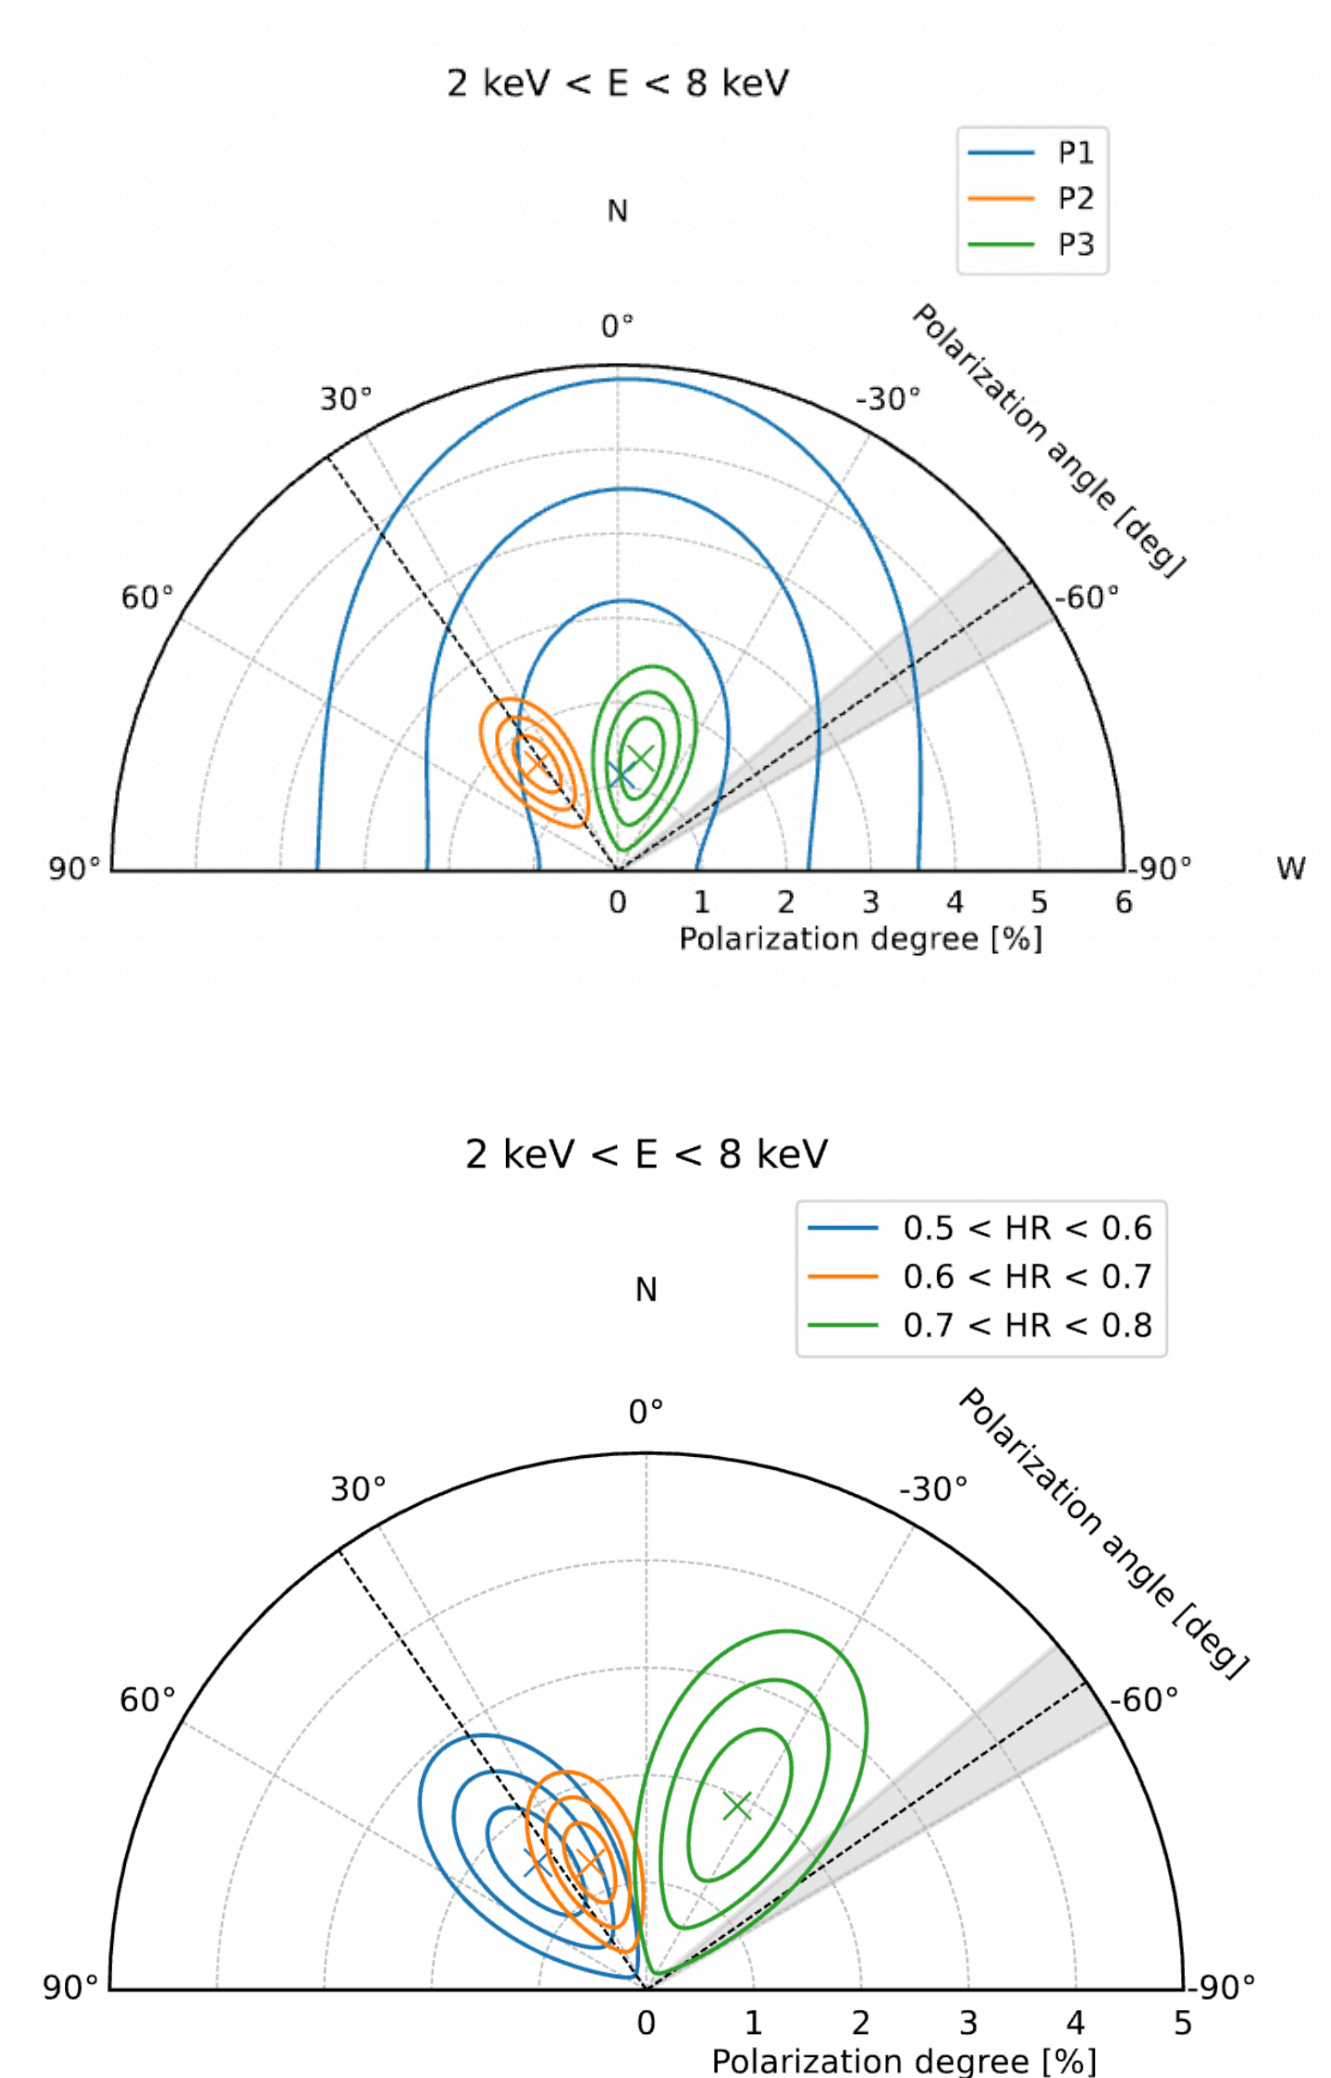 2 keV < E < 8 keV
P1
P2
P3
N
0°
30°
-30°
Polarization angle [deg]
60°
-60°
90°
-90°
W
0 1 2 3 4 5 6
Polarization degree [%]
2 keV < E < 8 keV
0.5 < HR < 0.6
0.6 < HR < 0.7
0.7 < HR < 0.8
N
0°
30°
-30°
Polarization angle [deg]
60°
-60°
90°
-90°
0 1 2 3 4 5
Polarization degree [%]